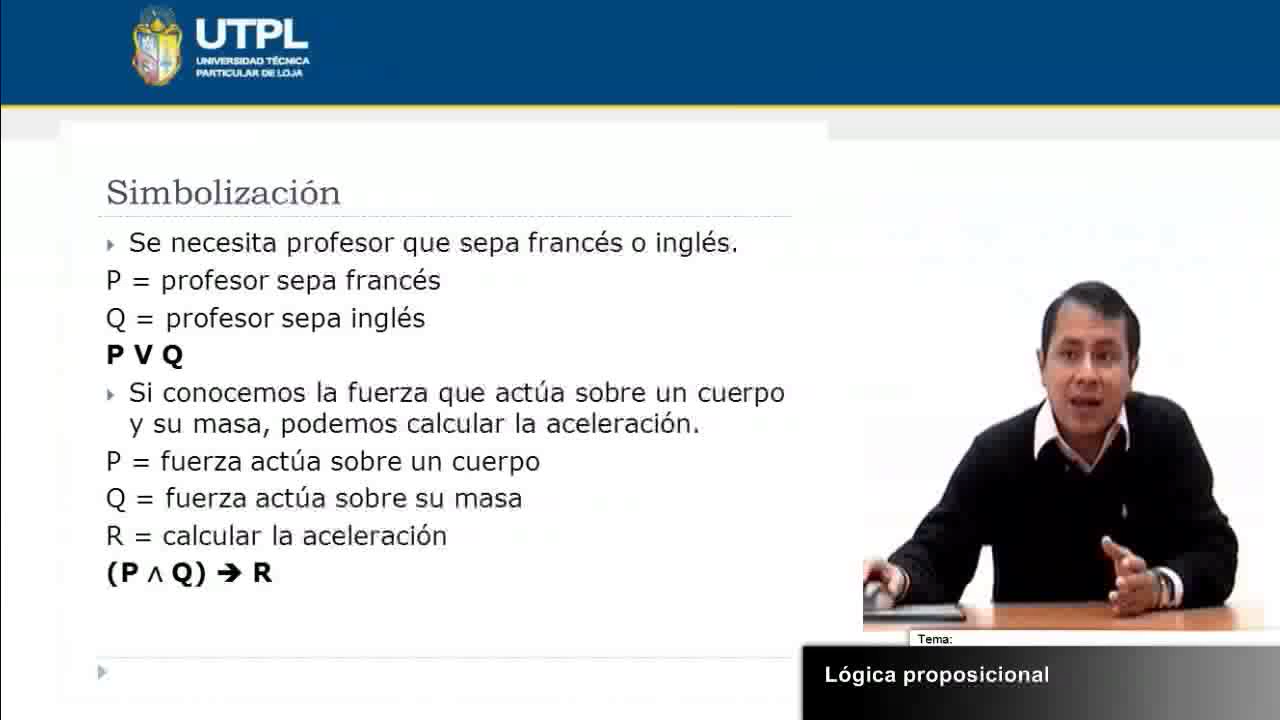 UTPL
UNIVERSIDAD TÉCNICA
PARTICULAR DE LOJA
Simbolización
Se necesita profesor que sepa francés o inglés.
P = profesor sepa francés
Q = profesor sepa inglés
P V Q
Si conocemos la fuerza que actúa sobre un cuerpo
y su masa, podemos calcular la aceleración.
P = fuerza actúa sobre un cuerpo
Q = fuerza actúa sobre su masa
R = calcular la aceleración
(P ∧ Q) → R
Tema:
Lógica proposicional